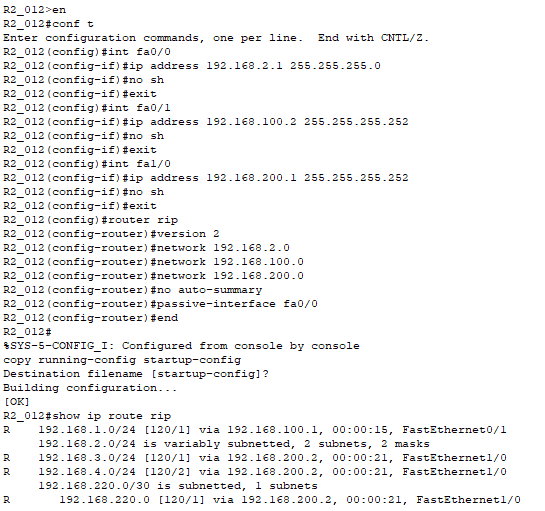 R2_012>en
R2_012#conf t
Enter configuration commands, one per line.  End with CNTL/Z.
R2_012(config)#int fa0/0
R2_012(config-if)#ip address 192.168.2.1 255.255.255.0
R2_012(config-if)#no sh
R2_012(config-if)#exit
R2_012(config)#int fa0/1
R2_012(config-if)#ip address 192.168.100.2 255.255.255.252
R2_012(config-if)#no sh
R2_012(config-if)#exit
R2_012(config)#int fa1/0
R2_012(config-if)#ip address 192.168.200.1 255.255.255.252
R2_012(config-if)#no sh
R2_012(config-if)#exit
R2_012(config)#router rip
R2_012(config-router)#version 2
R2_012(config-router)#network 192.168.2.0
R2_012(config-router)#network 192.168.100.0
R2_012(config-router)#network 192.168.200.0
R2_012(config-router)#no auto-summary
R2_012(config-router)#passive-interface fa0/0
R2_012(config-router)#end
R2_012#
%SYS-5-CONFIG_I: Configured from console by console
copy running-config startup-config
Destination filename [startup-config]?
Building configuration...
[OK]
R2_012#show ip route rip
R    192.168.1.0/24 [120/1] via 192.168.100.1, 00:00:15, FastEthernet0/1
     192.168.2.0/24 is variably subnetted, 2 subnets, 2 masks
R    192.168.3.0/24 [120/1] via 192.168.200.2, 00:00:21, FastEthernet1/0
R    192.168.4.0/24 [120/2] via 192.168.200.2, 00:00:21, FastEthernet1/0
     192.168.220.0/30 is subnetted, 1 subnets
R       192.168.220.0 [120/1] via 192.168.200.2, 00:00:21, FastEthernet1/0